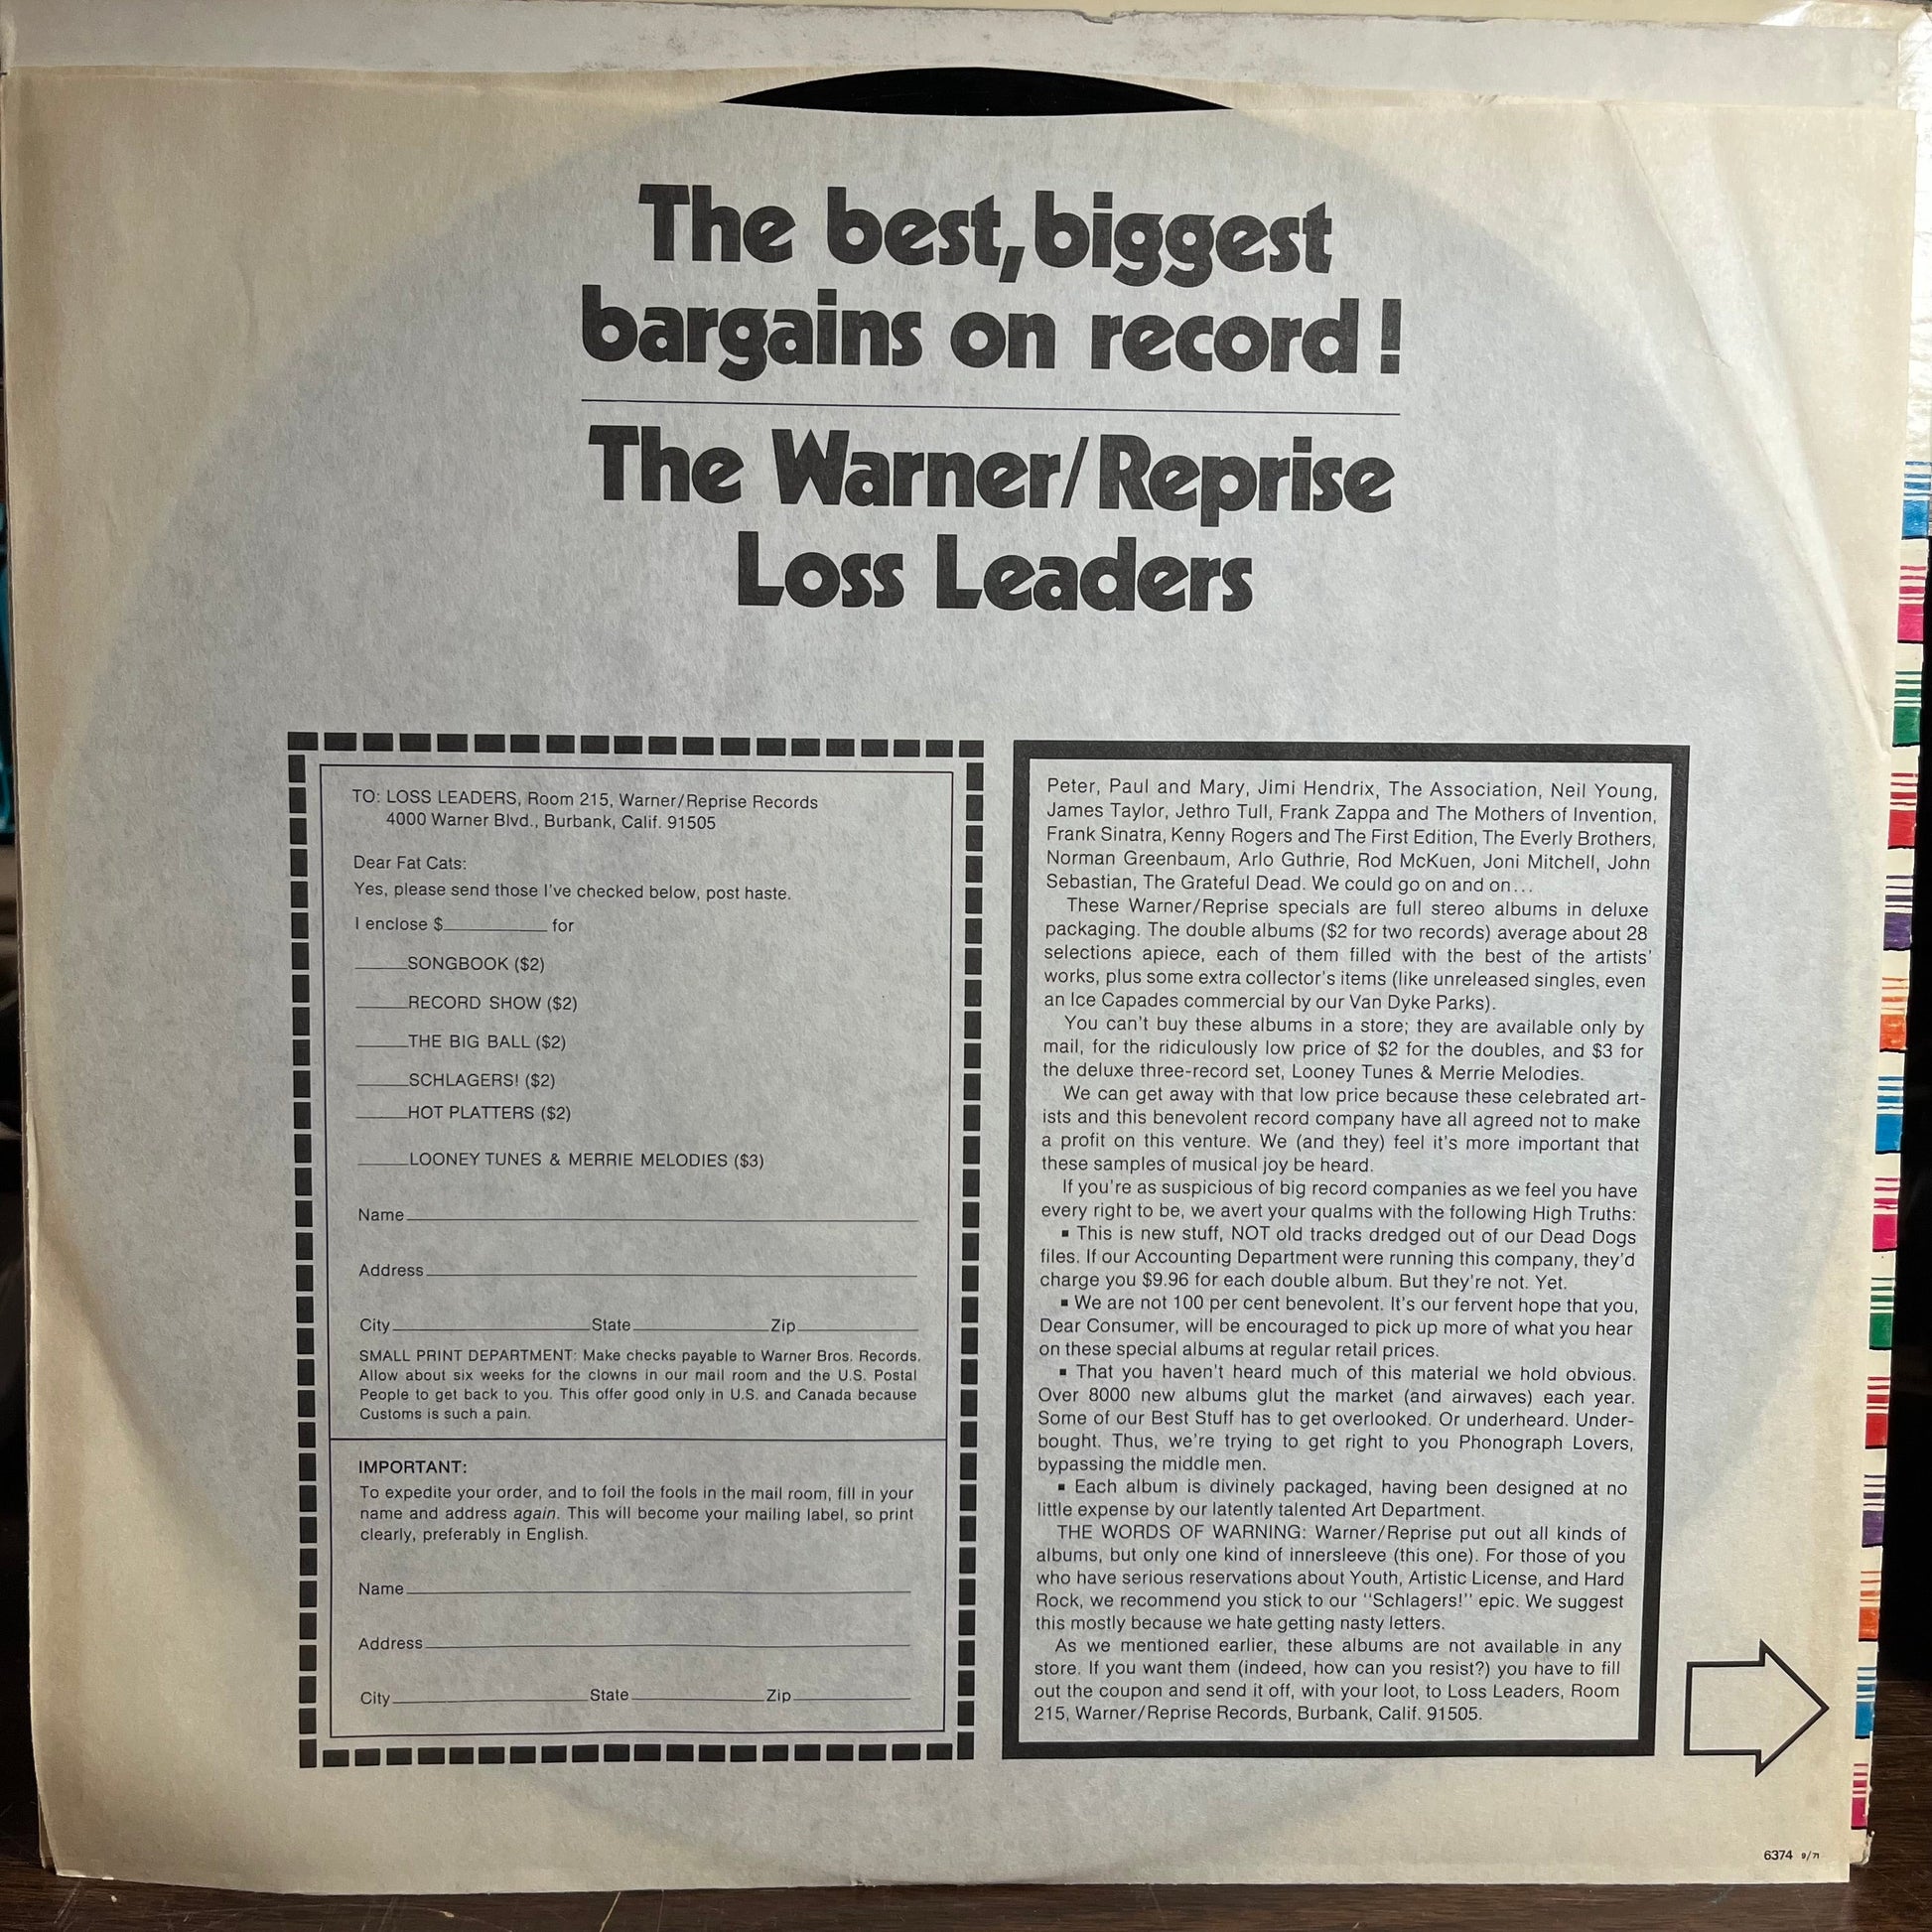 The best, biggest
bargains on record!
The Warner/Reprise
Loss Leaders
TO: LOSS LEADERS, Room 215, Warner/Reprise Records
4000 Warner Blvd., Burbank, Calif. 91505
Dear Fat Cats:
Yes, please send those I've checked below, post haste.
I enclose $__________ for
_____SONGBOOK ($2)
_____RECORD SHOW ($2)
_____THE BIG BALL ($2)
_____SCHLAGERS! ($2)
_____HOT PLATTERS ($2)
_____LOONEY TUNES & MERRIE MELODIES ($3)
Name
Address
City State Zip
SMALL PRINT DEPARTMENT: Make checks payable to Warner Bros. Records.
Allow about six weeks for the clowns in our mail room and the U.S. Postal
People to get back to you. This offer good only in U.S. and Canada because
Customs is such a pain.
IMPORTANT:
To expedite your order, and to foil the fools in the mail room, fill in your
name and address again. This will become your mailing label, so print
clearly, preferably in English.
Name
Address
City State Zip
Peter, Paul and Mary, Jimi Hendrix, The Association, Neil Young,
James Taylor, Jethro Tull, Frank Zappa and The Mothers of Invention,
Frank Sinatra, Kenny Rogers and The First Edition, The Everly Brothers,
Norman Greenbaum, Arlo Guthrie, Rod McKuen, Joni Mitchell, John
Sebastian, The Grateful Dead. We could go on and on...
These Warner/Reprise specials are full stereo albums in deluxe
packaging. The double albums ($2 for two records) average about 28
selections apiece, each of them filled with the best of the artists'
works, plus some extra collector's items (like unreleased singles, even
an Ice Capades commercial by our Van Dyke Parks).
You can't buy these albums in a store; they are available only by
mail, for the ridiculously low price of $2 for the doubles, and $3 for
the deluxe three-record set, Looney Tunes & Merrie Melodies.
We can get away with that low price because these celebrated art-
ists and this benevolent record company have all agreed not to make
a profit on this venture. We (and they) feel it's more important that
these samples of musical joy be heard.
If you're as suspicious of big record companies as we feel you have
every right to be, we avert your qualms with the following High Truths:
▪ This is new stuff, NOT old tracks dredged out of our Dead Dogs
files. If our Accounting Department were running this company, they'd
charge you $9.96 for each double album. But they're not. Yet.
▪ We are not 100 per cent benevolent. It's our fervent hope that you,
Dear Consumer, will be encouraged to pick up more of what you hear
on these special albums at regular retail prices.
▪ That you haven't heard much of this material we hold obvious.
Over 8000 new albums glut the market (and airwaves) each year.
Some of our Best Stuff has to get overlooked. Or underheard. Under-
bought. Thus, we're trying to get right to you Phonograph Lovers,
bypassing the middle men.
▪ Each album is divinely packaged, having been designed at no
little expense by our latently talented Art Department.
THE WORDS OF WARNING: Warner/Reprise put out all kinds of
albums, but only one kind of innersleeve (this one). For those of you
who have serious reservations about Youth, Artistic License, and Hard
Rock, we recommend you stick to our "Schlagers!" epic. We suggest
this mostly because we hate getting nasty letters.
As we mentioned earlier, these albums are not available in any
store. If you want them (indeed, how can you resist?) you have to fill
out the coupon and send it off, with your loot, to Loss Leaders, Room
215, Warner/Reprise Records, Burbank, Calif. 91505.
6374 9/71